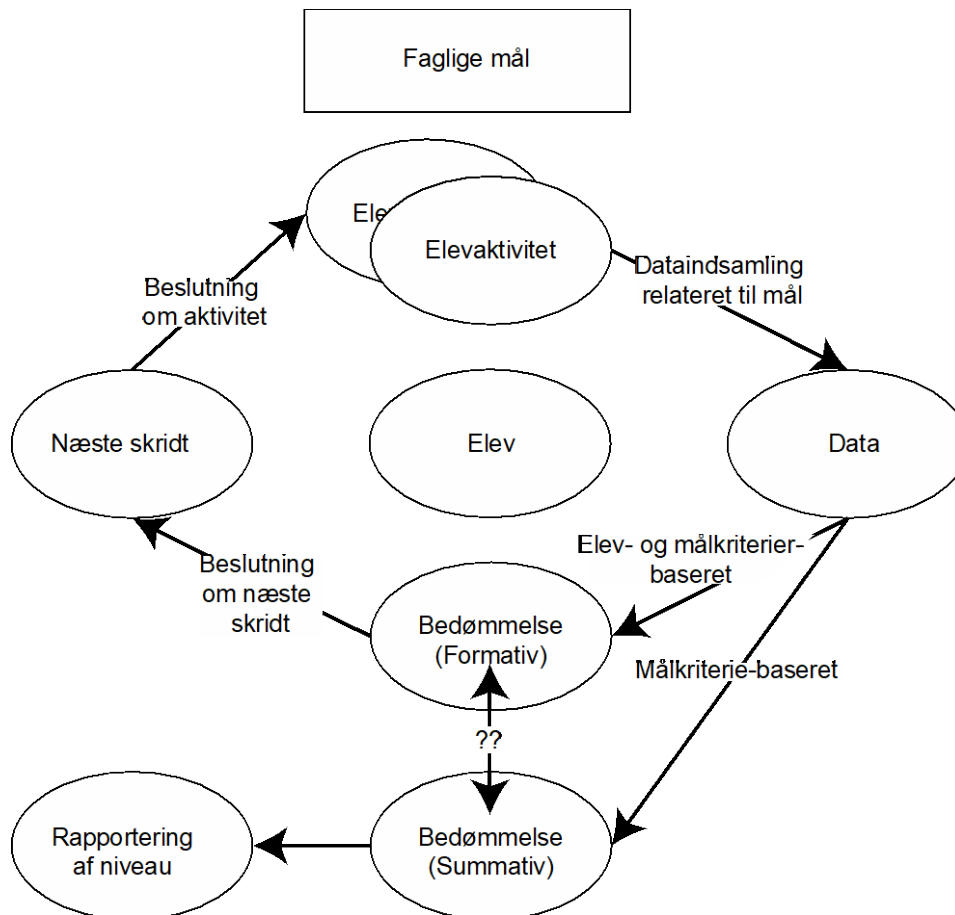 Faglige mål
Ele
Elevaktivitet
Dataindsamling
relateret til mål
Beslutning
om aktivitet
Næste skridt
Elev
Data
Elev- og målkriterier-
baseret
Beslutning
om næste
skridt
Bedømmelse
(Formativ)
Målkriterie-baseret
??
Rapportering
af niveau
Bedømmelse
(Summativ)